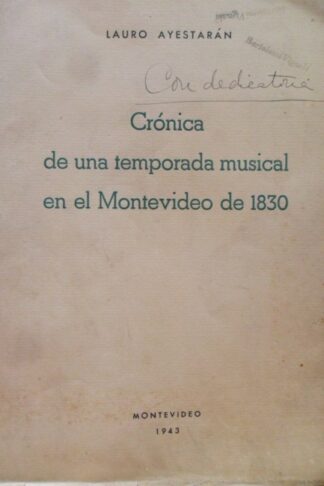 LAURO AYESTARÁN
Con dedicatoria
Crónica
de una temporada musical
en el Montevideo de 1830
MONTEVIDEO
1943